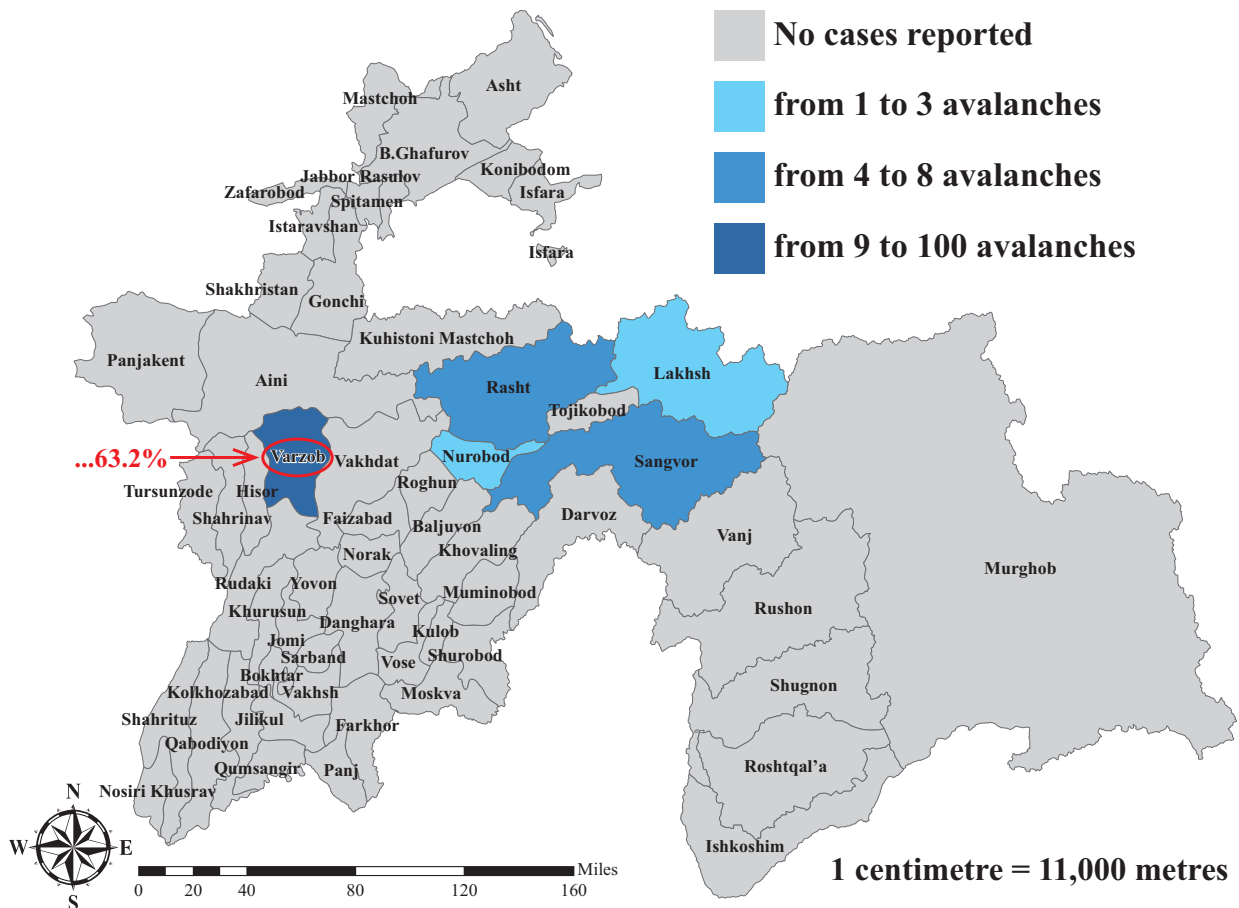 No cases reported
from 1 to 3 avalanches
from 4 to 8 avalanches
from 9 to 100 avalanches
Asht
Mastchoh
B.Ghafurov
Konibodom
Jabbor Rasulov
Zafarobod
Isfara
Spitamen
Istaravshan
Isfara
Shakhristan
Gonchi
Kuhistoni Mastchoh
Panjakent
Aini
Rasht
Lakhsh
Tojikobod
...63.2%
Varzob
Vakhdat
Nurobod
Sangvor
Tursunzode
Hisor
Roghun
Shahrinav
Faizabad
Baljuvon
Darvoz
Vanj
Norak
Khovaling
Murghob
Rudaki
Yovon
Sovet
Muminobod
Khurusun
Danghara
Rushon
Jomi
Kulob
Sarband
Vose
Shurobod
Bokhtar
Shugnon
Kolkhozabad
Vakhsh
Moskva
Shahrituz
Jilikul
Farkhor
Qabodiyon
Qumsangir
Panj
Roshtqal’a
Nosiri Khusrav
Ishkoshim
N
W
E
S
Miles
0 20 40 80 120 160
1 centimetre = 11,000 metres